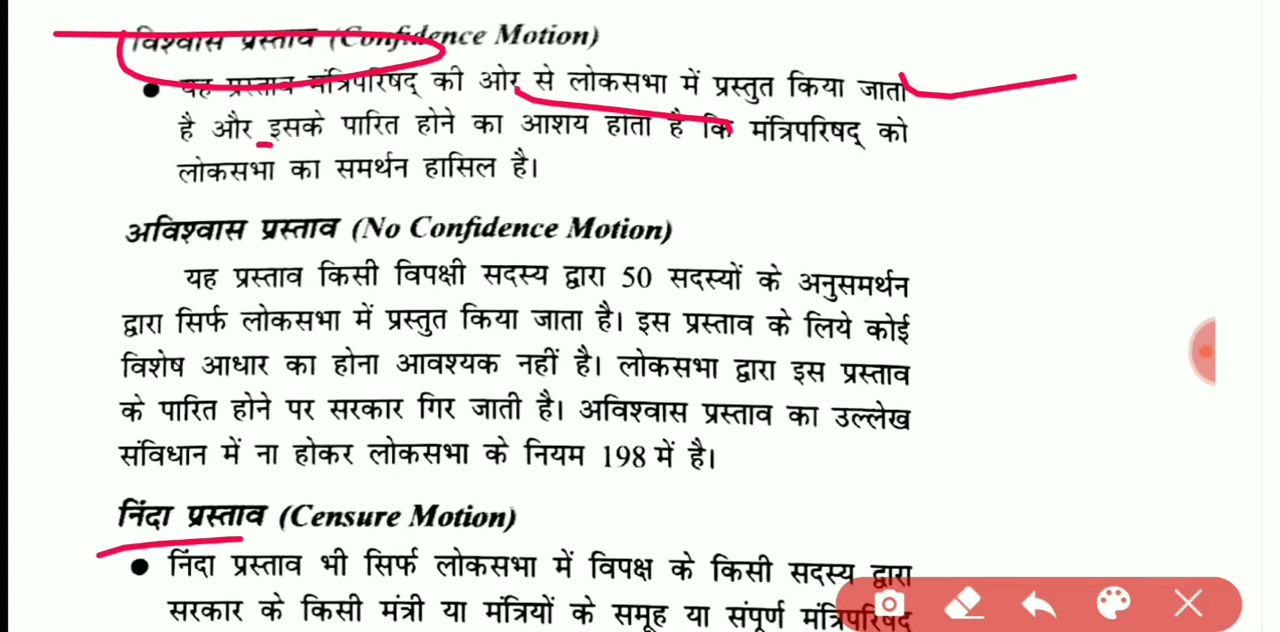 विश्वास प्रस्ताव (Confidence Motion)
● यह प्रस्ताव मंत्रिपरिषद् की ओर से लोकसभा में प्रस्तुत किया जाता
है और इसके पारित होने का आशय होता है कि मंत्रिपरिषद् को
लोकसभा का समर्थन हासिल है।
अविश्वास प्रस्ताव (No Confidence Motion)
यह प्रस्ताव किसी विपक्षी सदस्य द्वारा 50 सदस्यों के अनुसमर्थन
द्वारा सिर्फ लोकसभा में प्रस्तुत किया जाता है। इस प्रस्ताव के लिये कोई
विशेष आधार का होना आवश्यक नहीं है। लोकसभा द्वारा इस प्रस्ताव
के पारित होने पर सरकार गिर जाती है। अविश्वास प्रस्ताव का उल्लेख
संविधान में ना होकर लोकसभा के नियम 198 में है।
निंदा प्रस्ताव (Censure Motion)
● निंदा प्रस्ताव भी सिर्फ लोकसभा में विपक्ष के किसी सदस्य द्वारा
सरकार के किसी मंत्री या मंत्रियों के समूह या संपूर्ण मंत्रिपरिषद्